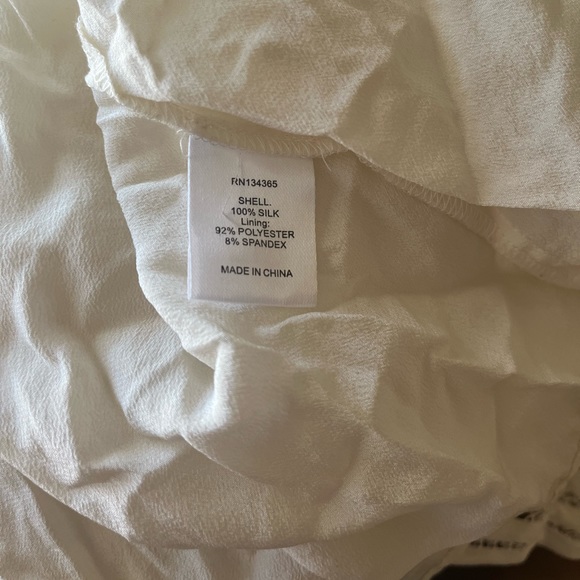 RN134365
SHELL.
100% SILK
Lining:
92% POLYESTER
8% SPANDEX
MADE IN CHINA